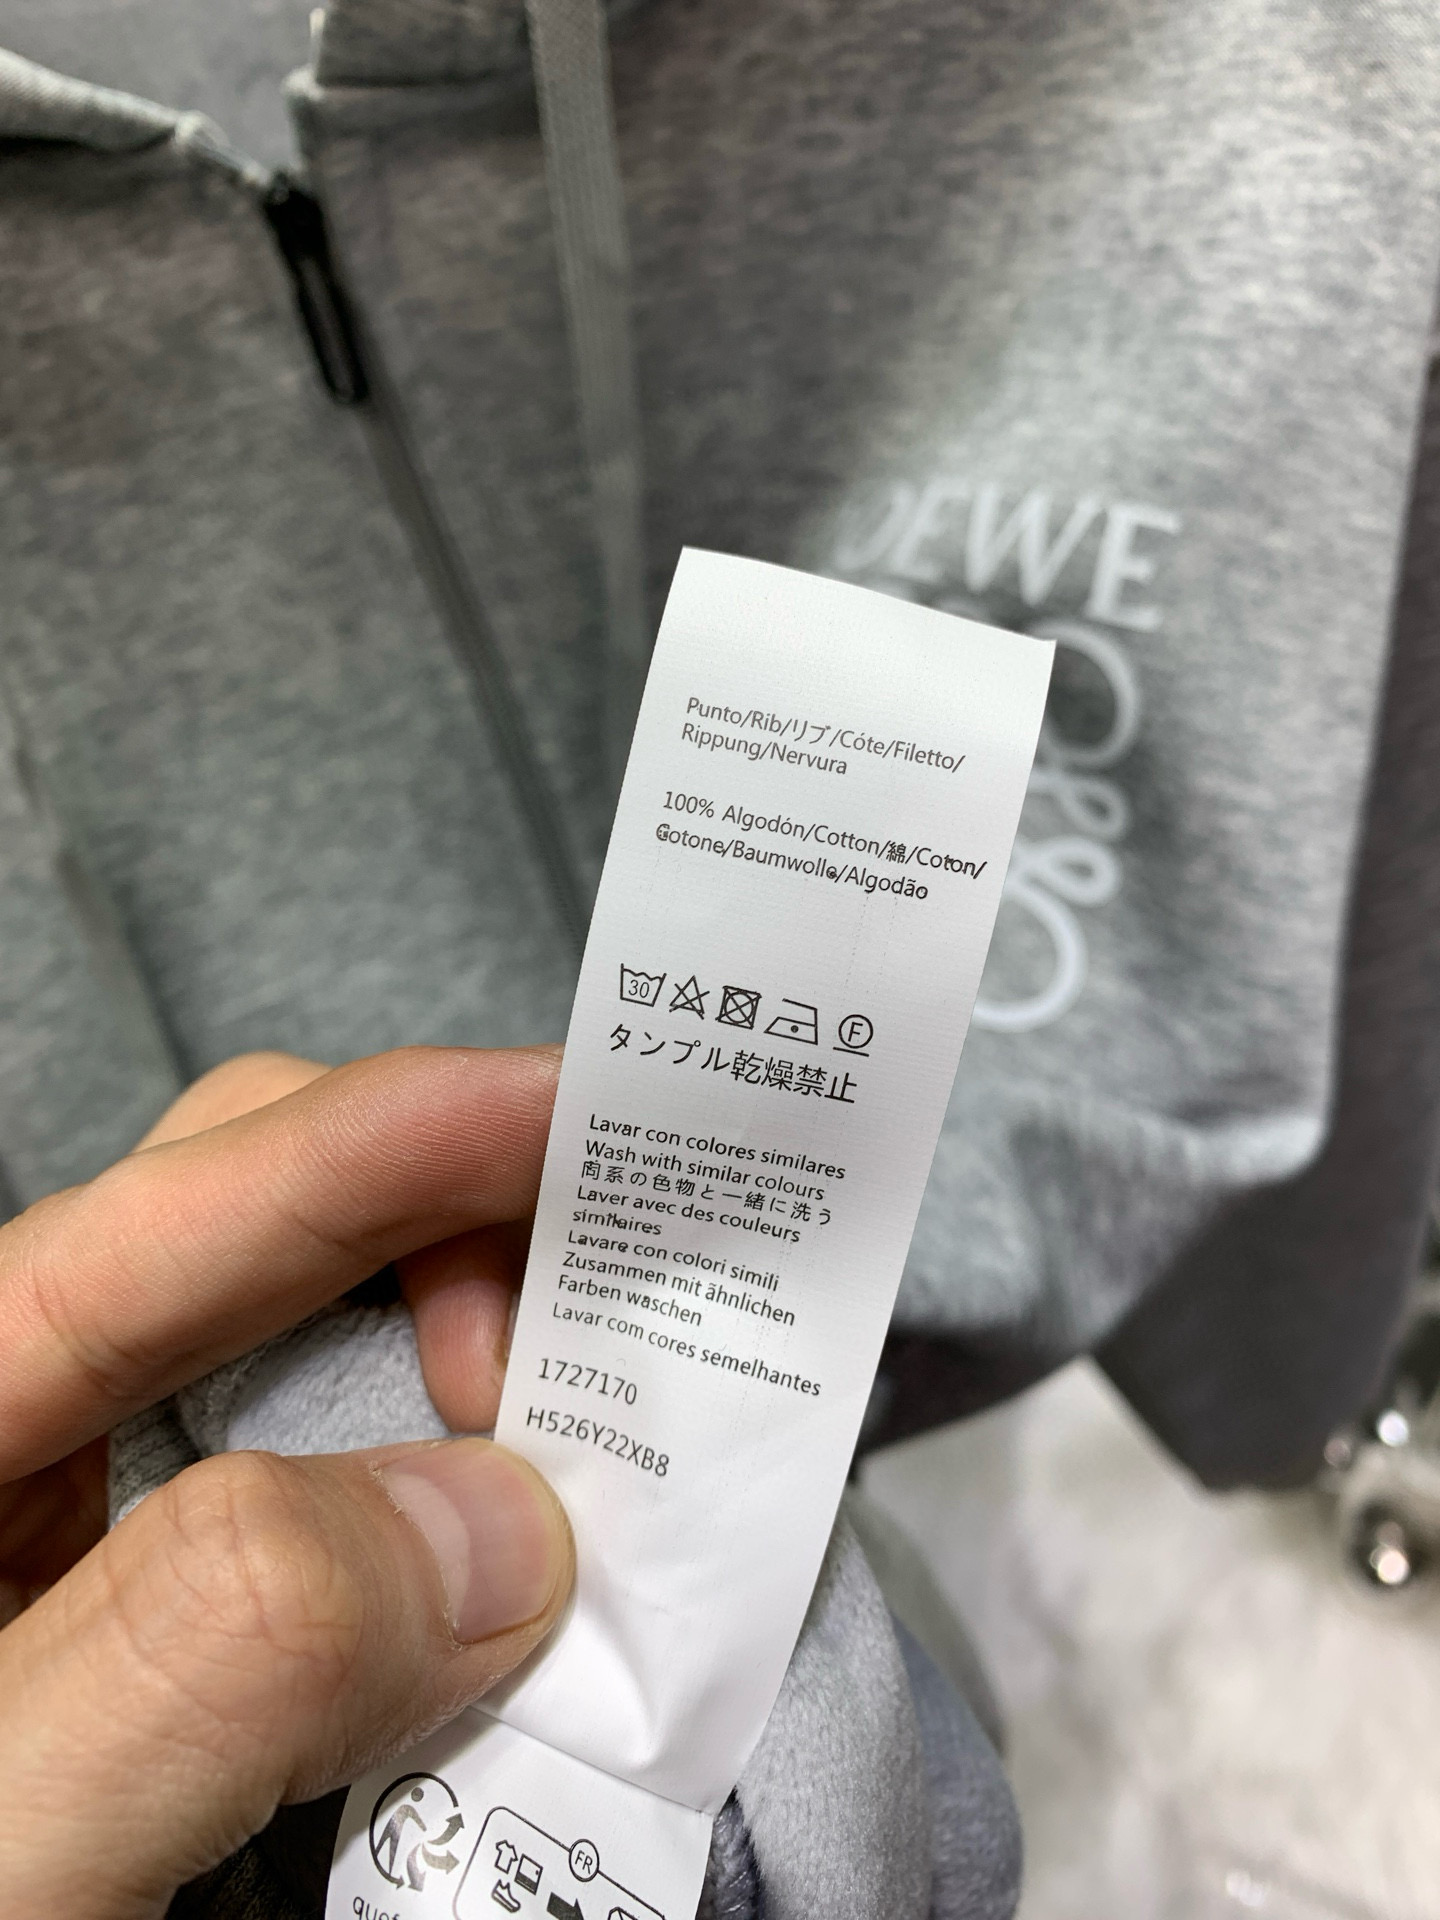 OEWE
Punto/Rib/リブ/Cóte/Filetto/
Rippung/Nervura
100% Algodón/Cotton/綿/Coton/
Cotone/Baumwolle/Algodão
30
F
タンプル乾燥禁止
Lavar con colores similares
Wash with similar colours
同系の色物と一緒に洗う
Laver avec des couleurs
similaires
Lavare con colori simili
Zusammen mit ãhnlichen
Farben waschen
Lavar com cores semelhantes
1727170
H526Y22XB8
FR